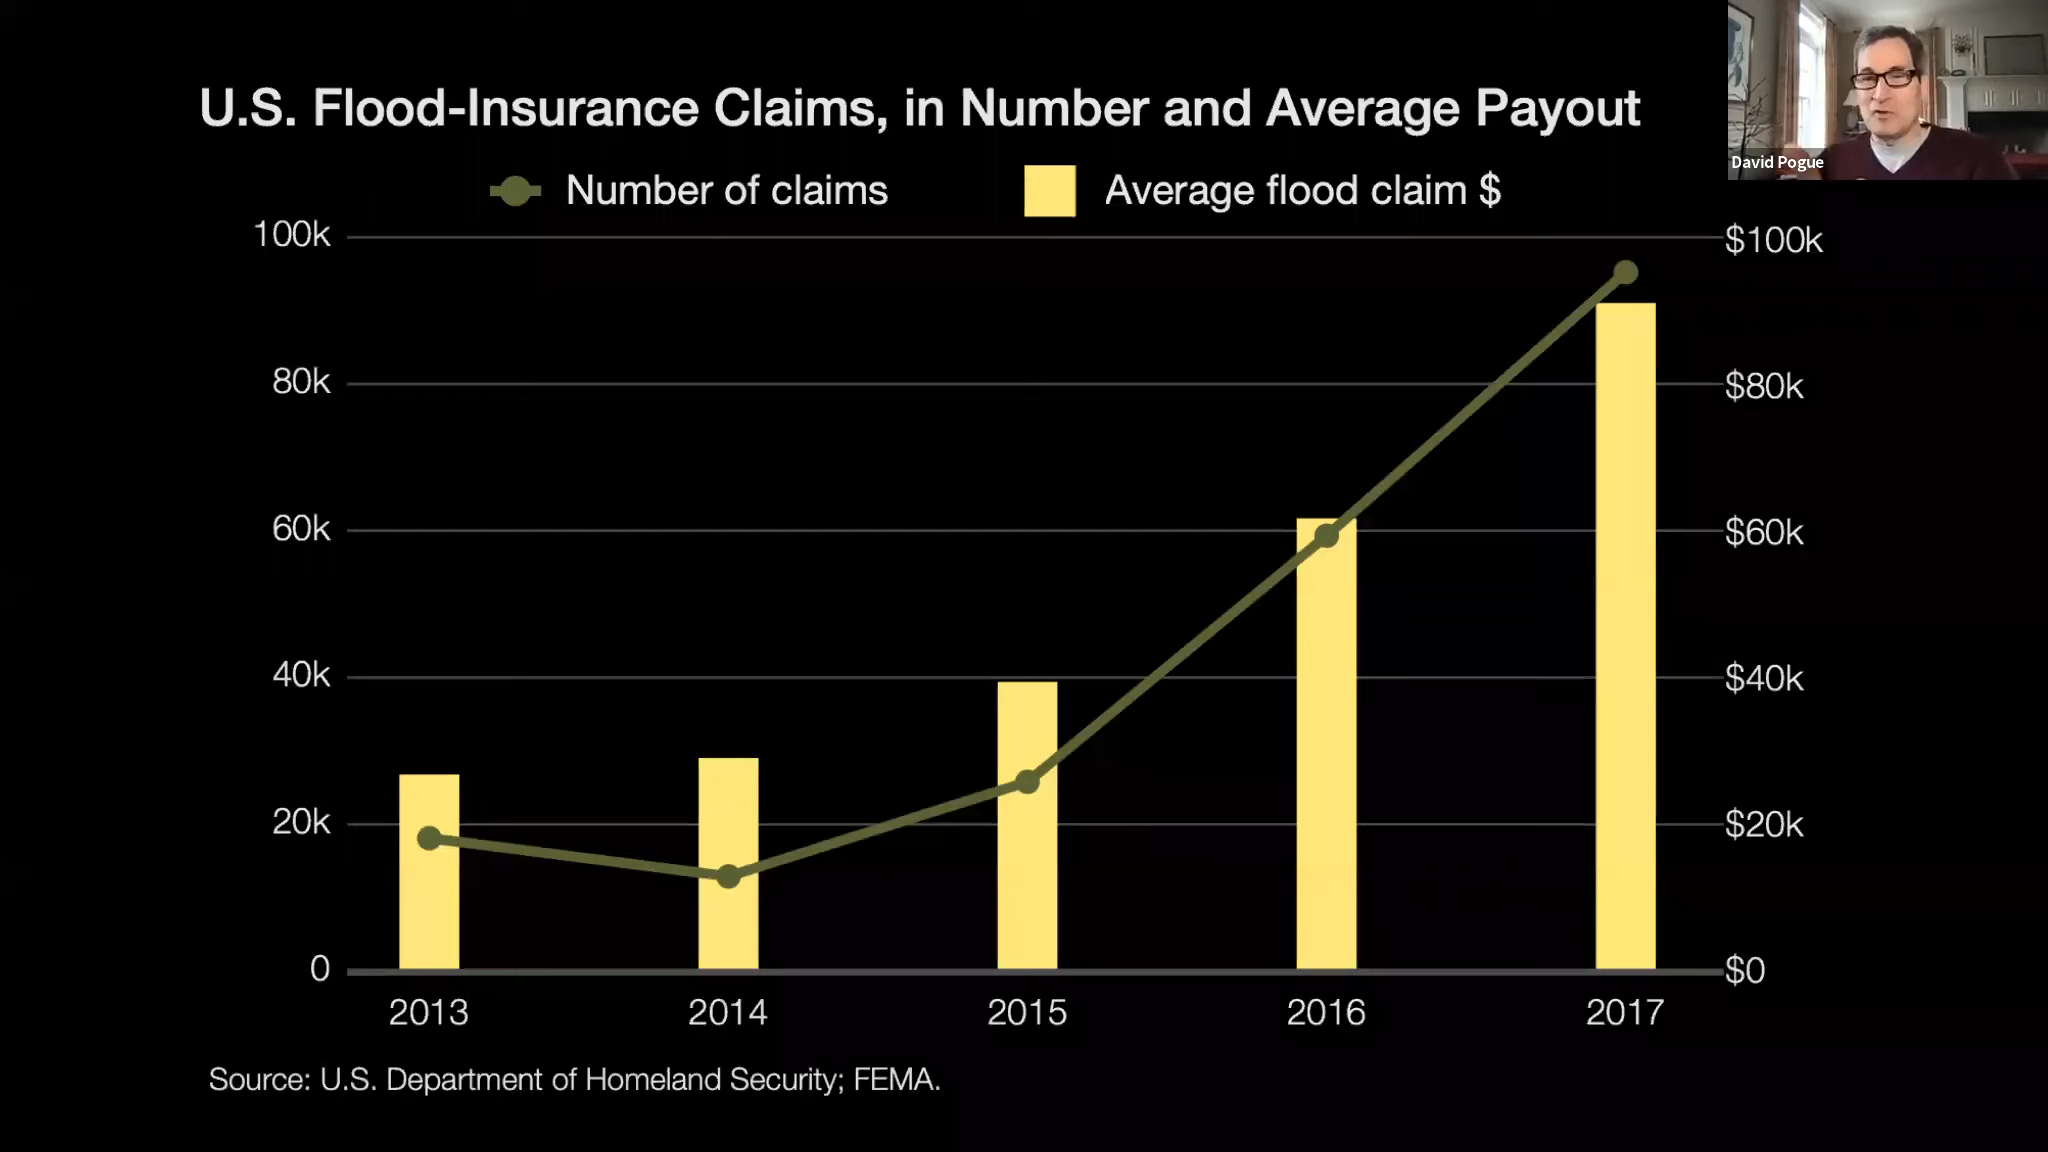 U.S. Flood-Insurance Claims, in Number and Average Payout
David Pogue
Number of claims
Average flood claim $
100k
$100k
80k
$80k
60k
$60k
40k
$40k
20k
$20k
0
$0
2013
2014
2015
2016
2017
Source: U.S. Department of Homeland Security; FEMA.